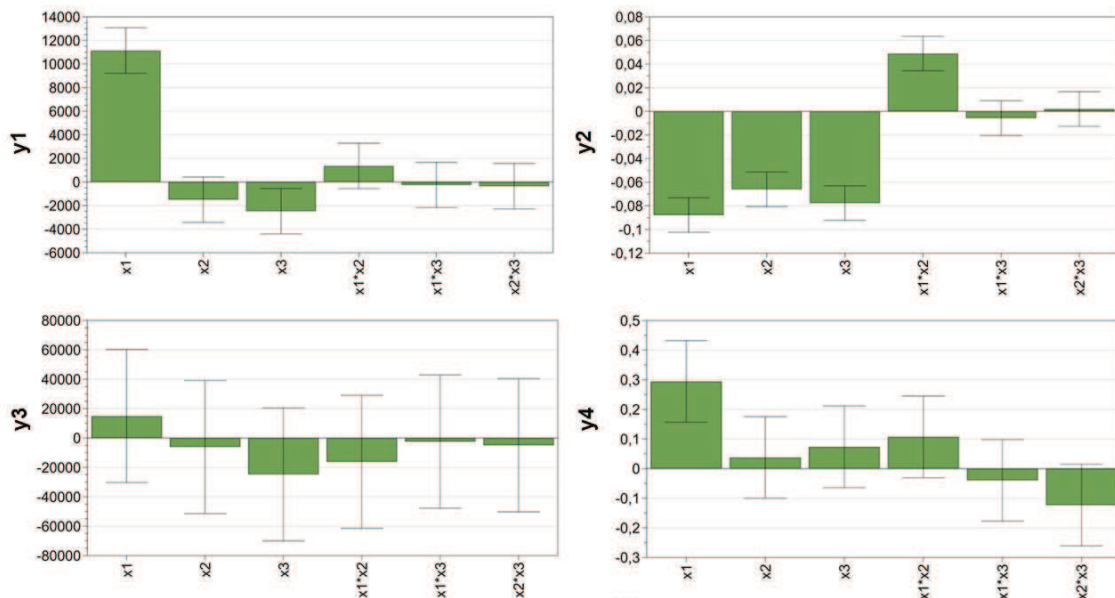 y1
14000
12000
10000
8000
6000
4000
2000
0
-2000
-4000
-6000
x1
x2
x3
x1*x2
x1*x3
x2*x3
y2
0,08
0,06
0,04
0,02
0
-0,02
-0,04
-0,06
-0,08
-0,1
-0,12
x1
x2
x3
x1*x2
x1*x3
x2*x3
y3
80000
60000
40000
20000
0
-20000
-40000
-60000
-80000
x1
x2
x3
x1*x2
x1*x3
x2*x3
y4
0,5
0,4
0,3
0,2
0,1
0
-0,1
-0,2
-0,3
x1
x2
x3
x1*x2
x1*x3
x2*x3